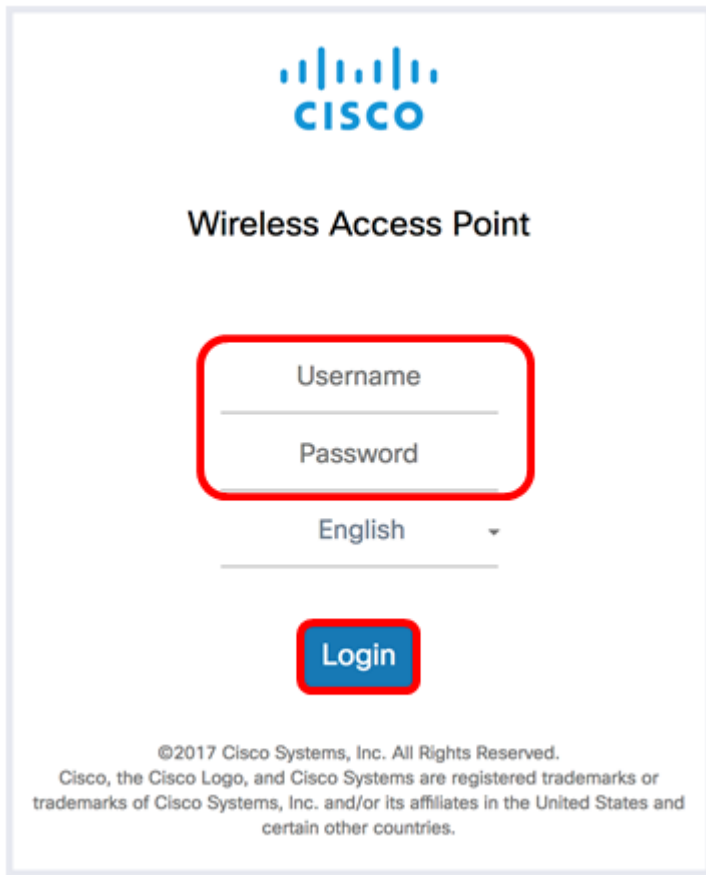 CISCO
Wireless Access Point
Username
Password
English
Login
©2017 Cisco Systems, Inc. All Rights Reserved.
Cisco, the Cisco Logo, and Cisco Systems are registered trademarks or
trademarks of Cisco Systems, Inc. and/or its affiliates in the United States and
certain other countries.